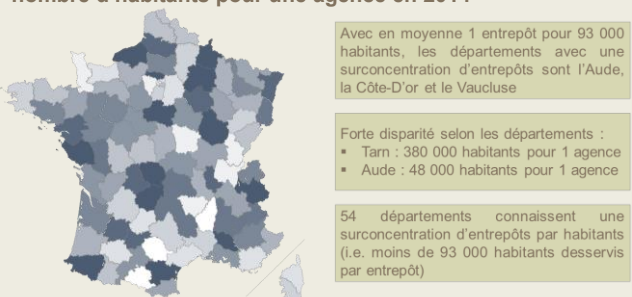 nombre d'habitants pour une agence en 2014
Avec en moyenne 1 entrepôt pour 93 000
habitants, les départements avec une
surconcentration d'entrepôts sont l'Aude,
la Côte-D'or et le Vaucluse
Forte disparité selon les départements :
▪ Tarn : 380 000 habitants pour 1 agence
▪ Aude : 48 000 habitants pour 1 agence
54 départements connaissent une
surconcentration d'entrepôts par habitants
(i.e. moins de 93 000 habitants desservis
par entrepôt)